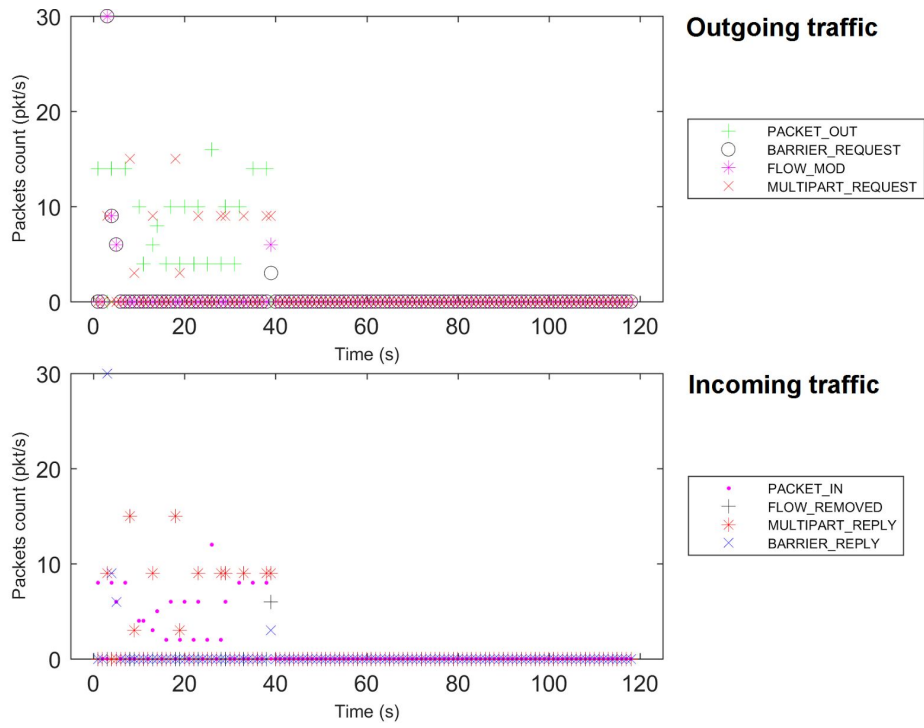 Outgoing traffic
Packets count (pkt/s)
30
20
10
0
0 20 40 60 80 100 120
Time (s)
PACKET_OUT
BARRIER_REQUEST
FLOW_MOD
MULTIPART_REQUEST
Incoming traffic
Packets count (pkt/s)
30
20
10
0
0 20 40 60 80 100 120
Time (s)
PACKET_IN
FLOW_REMOVED
MULTIPART_REPLY
BARRIER_REPLY